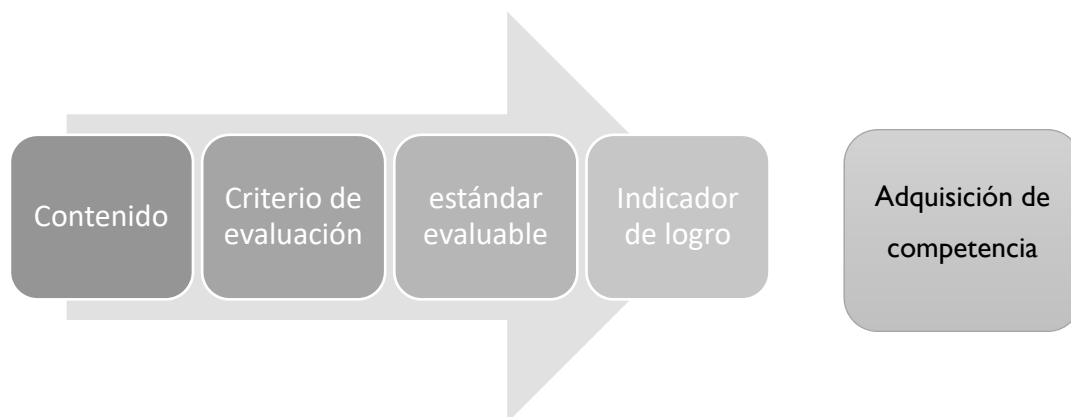 Contenido
Criterio de
evaluación
estándar
evaluable
Indicador
de logro
Adquisición de
competencia